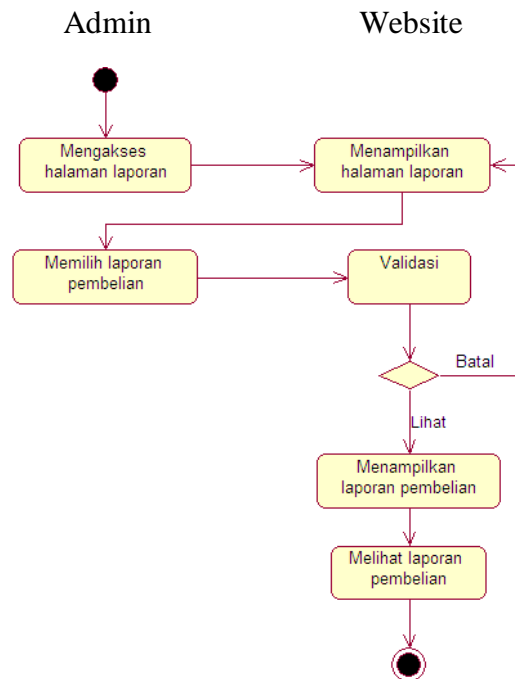 Admin
Website
Mengakses
halaman laporan
Menampilkan
halaman laporan
Memilih laporan
pembelian
Validasi
Batal
Lihat
Menampilkan
laporan pembelian
Melihat laporan
pembelian